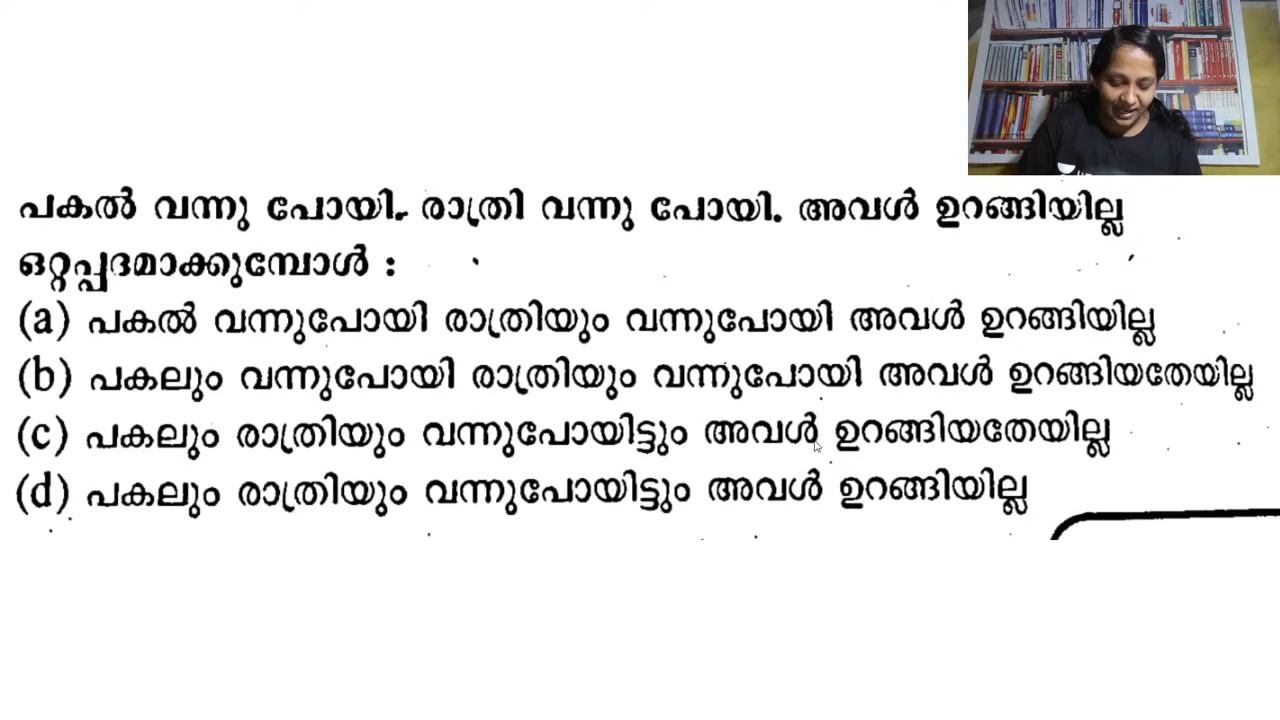 പകൽ വന്നു പോയി. രാത്രി വന്നു പോയി. അവൾ ഉറങ്ങിയില്ല
ഒറ്റപ്പദമാക്കുമ്പോൾ :
(a) പകൽ വന്നുപോയി രാത്രിയും വന്നുപോയി അവൾ ഉറങ്ങിയില്ല
(b) പകലും വന്നുപോയി രാത്രിയും വന്നുപോയി അവൾ ഉറങ്ങിയതേയില്ല
(c) പകലും രാത്രിയും വന്നുപോയിട്ടും അവൾ ഉറങ്ങിയതേയില്ല
(d) പകലും രാത്രിയും വന്നുപോയിട്ടും അവൾ ഉറങ്ങിയില്ല